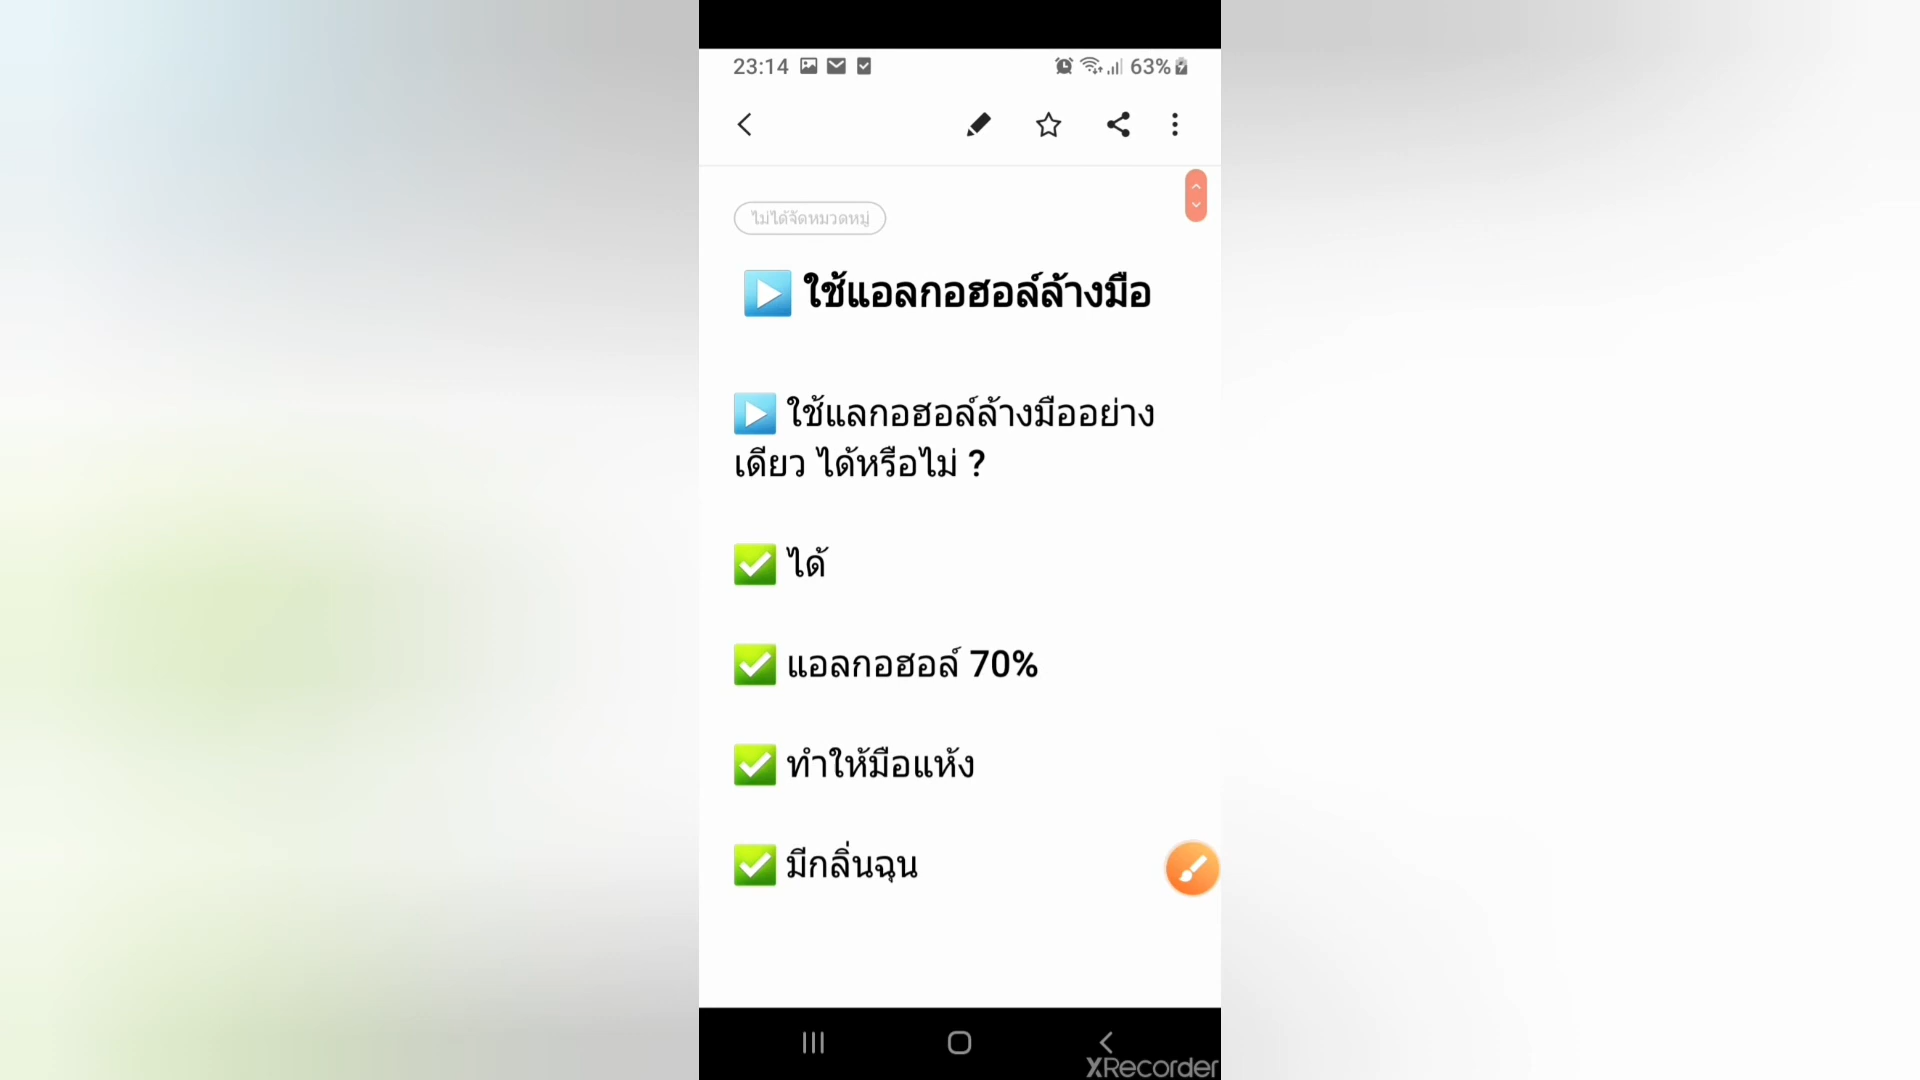 23:14
63%
ไม่ได้จัดหมวดหมู่
ใช้แอลกอฮอล์ล้างมือ
ใช้แลกอฮอล์ล้างมืออย่าง
เดียว ได้หรือไม่ ?
ได้
แอลกอฮอล์ 70%
ทำให้มือแห้ง
มีกลิ่นฉุน
XRecorder